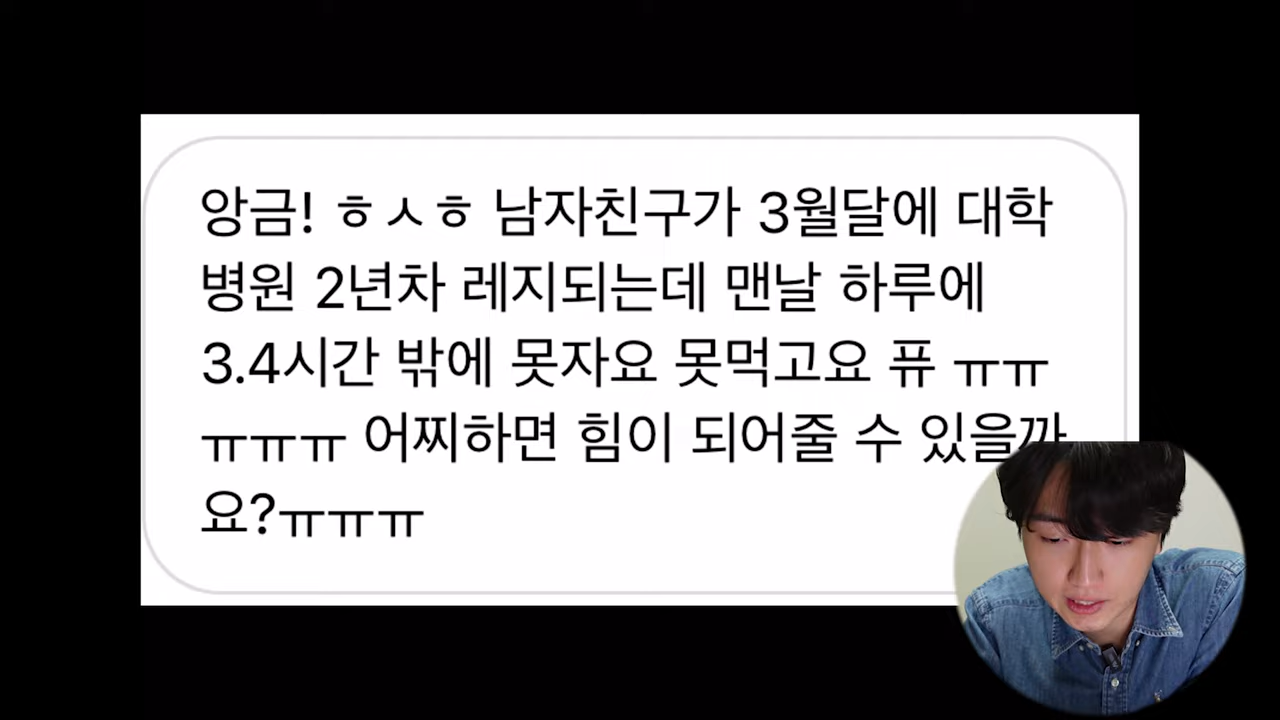 앙금! ㅎㅅㅎ 남자친구가 3월달에 대학
병원 2년차 레지되는데 맨날 하루에
3.4시간 밖에 못자요 못먹고요 퓨 ㅠㅠ
ㅠㅠㅠ 어찌하면 힘이 되어줄 수 있을까
요?ㅠㅠㅠ